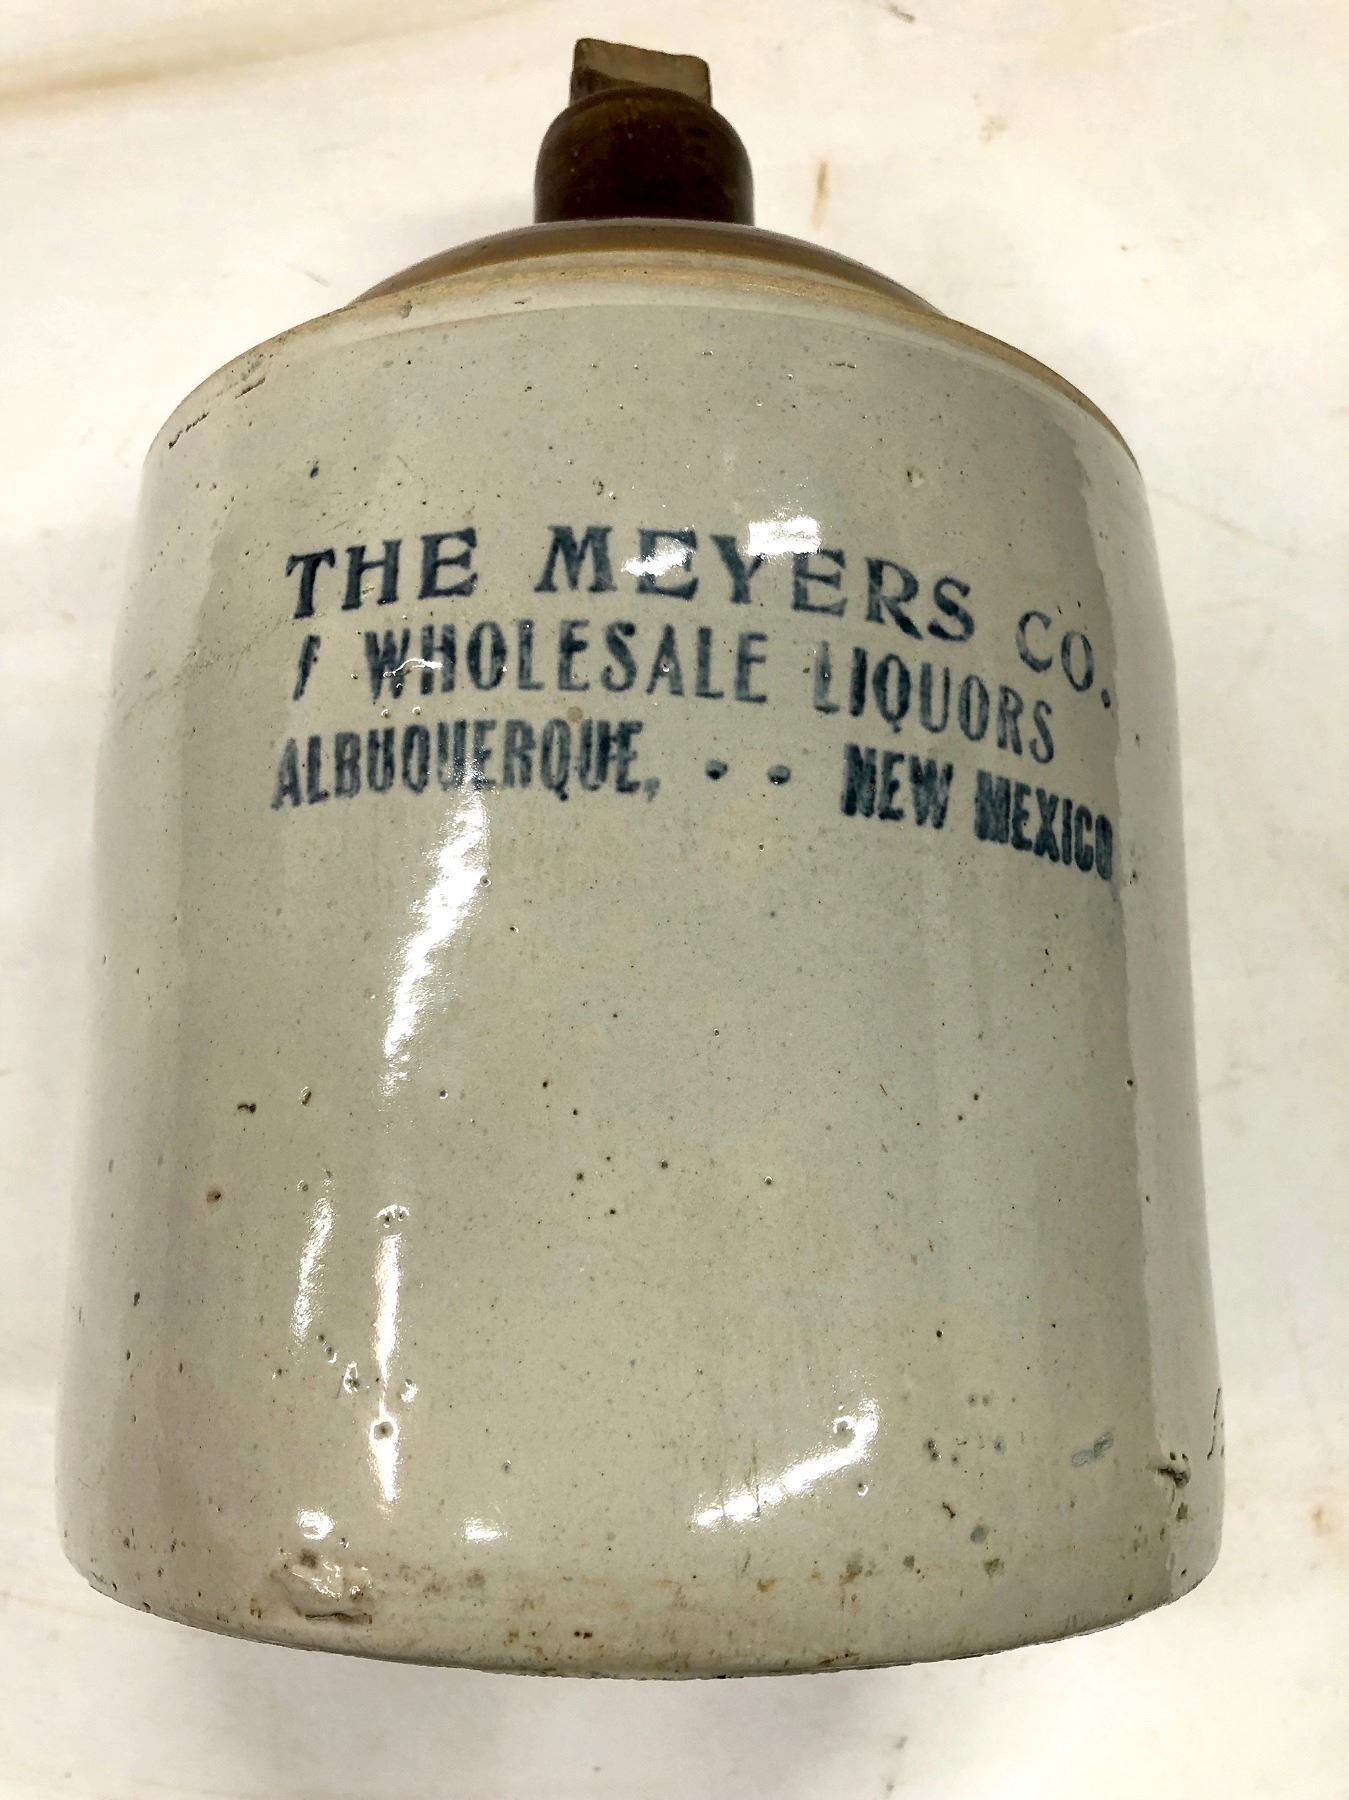 THE MEYERS CO.
WHOLESALE LIQUORS
ALBUQUERQUE, - - NEW MEXICO